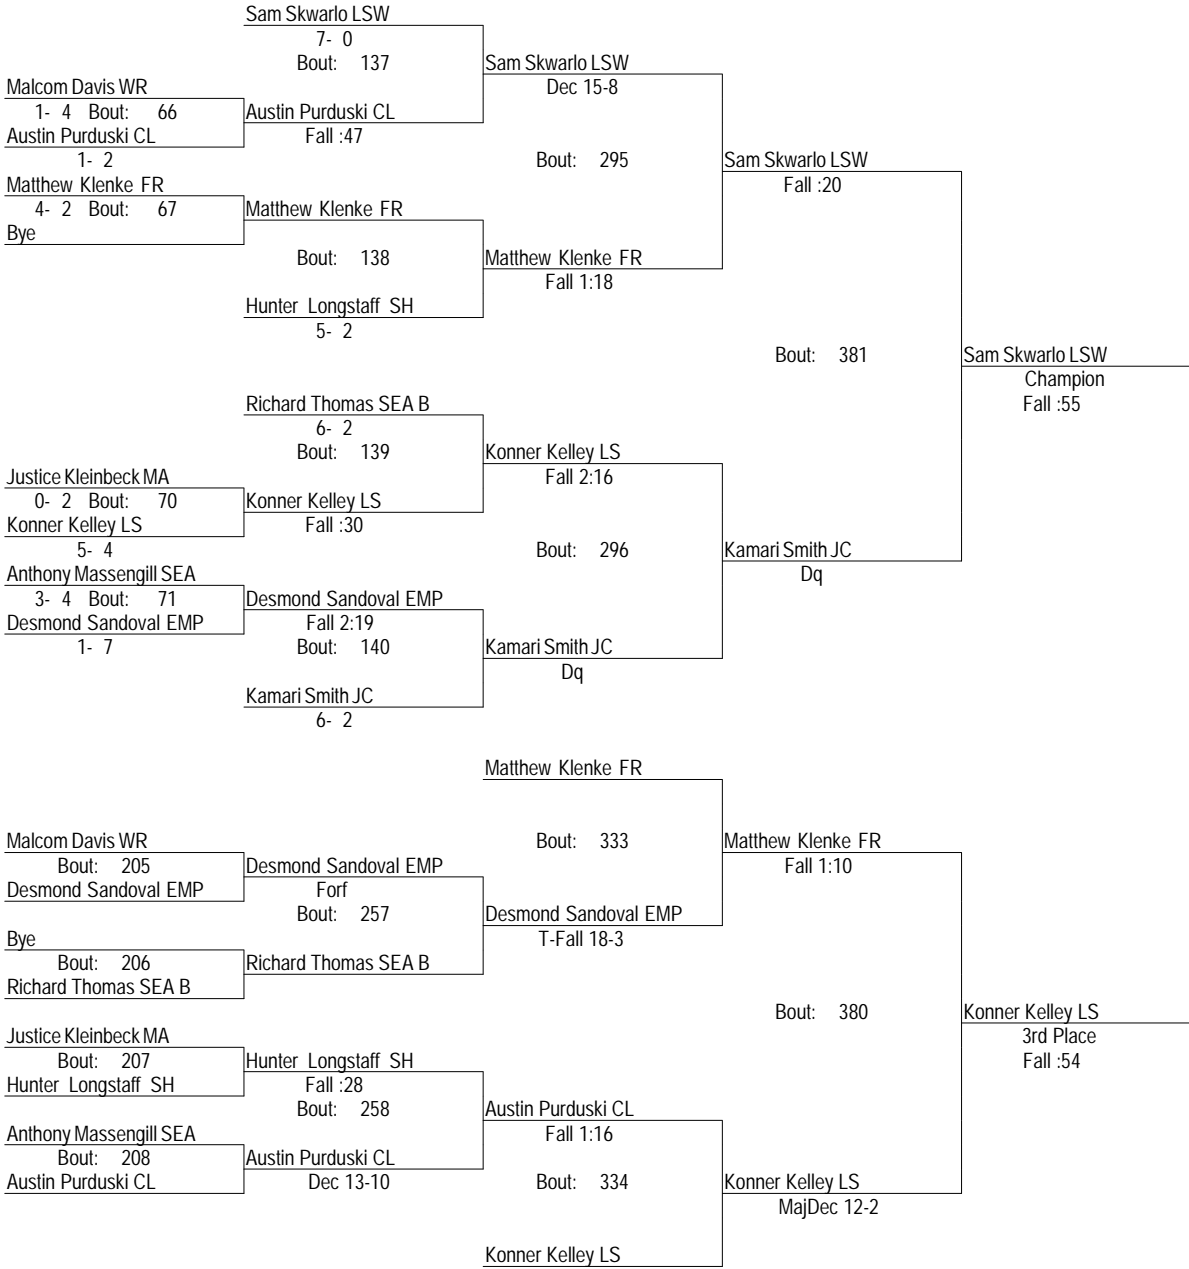 Sam Skwarlo LSW
7- 0
Bout: 137
Sam Skwarlo LSW
Dec 15-8
Malcom Davis WR
1- 4 Bout: 66
Austin Purduski CL
Austin Purduski CL
Fall :47
1- 2
Bout: 295
Sam Skwarlo LSW
Fall :20
Matthew Klenke FR
4- 2 Bout: 67
Matthew Klenke FR
Bye
Bout: 138
Matthew Klenke FR
Fall 1:18
Hunter Longstaff SH
5- 2
Bout: 381
Sam Skwarlo LSW
Champion
Fall :55
Richard Thomas SEA B
6- 2
Bout: 139
Konner Kelley LS
Fall 2:16
Justice Kleinbeck MA
0- 2 Bout: 70
Konner Kelley LS
Konner Kelley LS
Fall :30
5- 4
Bout: 296
Kamari Smith JC
Dq
Anthony Massengill SEA
3- 4 Bout: 71
Desmond Sandoval EMP
Desmond Sandoval EMP
Fall 2:19
1- 7
Bout: 140
Kamari Smith JC
Dq
Kamari Smith JC
6- 2
Matthew Klenke FR
Bout: 333
Matthew Klenke FR
Fall 1:10
Malcom Davis WR
Bout: 205
Desmond Sandoval EMP
Desmond Sandoval EMP
Forf
Bout: 257
Desmond Sandoval EMP
T-Fall 18-3
Bye
Bout: 206
Richard Thomas SEA B
Richard Thomas SEA B
Bout: 380
Konner Kelley LS
3rd Place
Fall :54
Justice Kleinbeck MA
Bout: 207
Hunter Longstaff SH
Hunter Longstaff SH
Fall :28
Bout: 258
Austin Purduski CL
Fall 1:16
Anthony Massengill SEA
Bout: 208
Austin Purduski CL
Austin Purduski CL
Dec 13-10
Bout: 334
Konner Kelley LS
MajDec 12-2
Konner Kelley LS